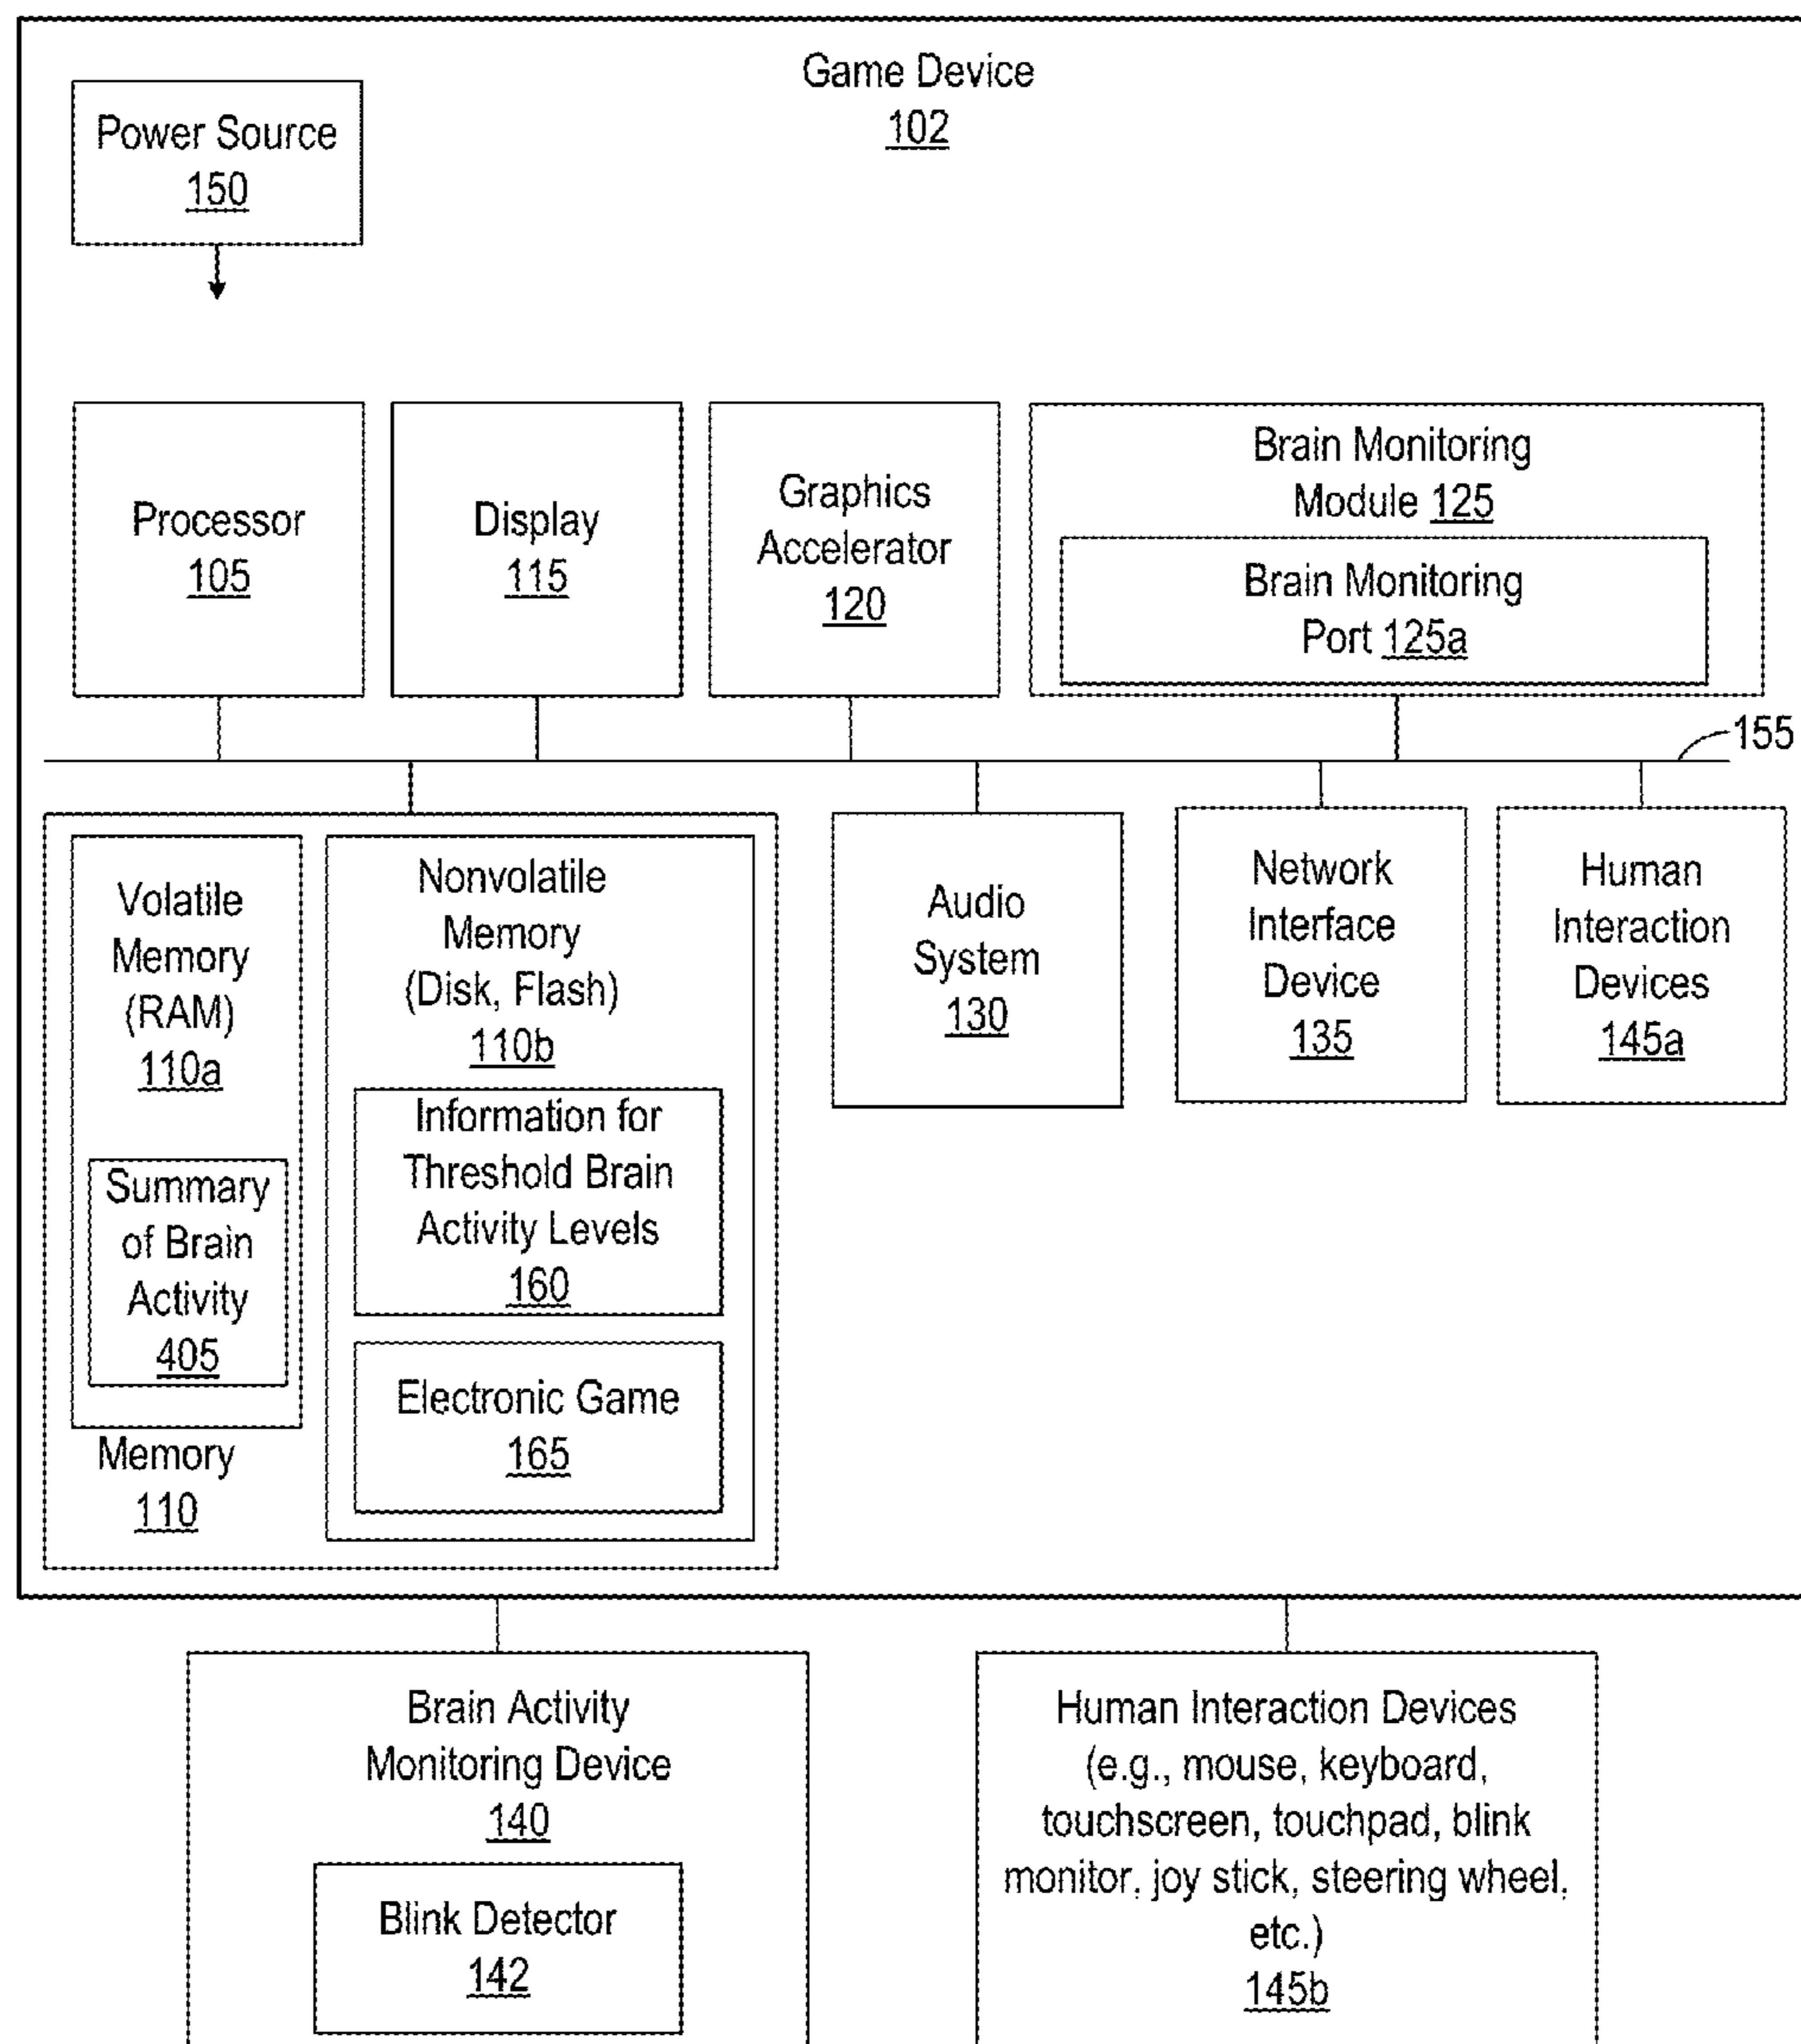 Game Device
102
Power Source
150
Processor
105
Display
115
Graphics
Accelerator
120
Brain Monitoring
Module 125
Brain Monitoring
Port 125a
155
Volatile
Memory
(RAM)
110a
Summary
of Brain
Activity
405
Memory
110
Nonvolatile
Memory
(Disk, Flash)
110b
Information for
Threshold Brain
Activity Levels
160
Electronic Game
165
Audio
System
130
Network
Interface
Device
135
Human
Interaction
Devices
145a
Brain Activity
Monitoring Device
140
Blink Detector
142
Human Interaction Devices
(e.g., mouse, keyboard,
touchscreen, touchpad, blink
monitor, joy stick, steering wheel,
etc.)
145b